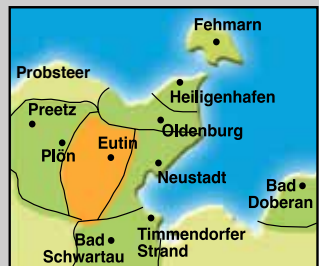 Fehmarn
Probsteer
Heiligenhafen
Preetz
Oldenburg
Eutin
Plön
Neustadt
Bad
Doberan
Timmendorfer
Strand
Bad
Schwartau